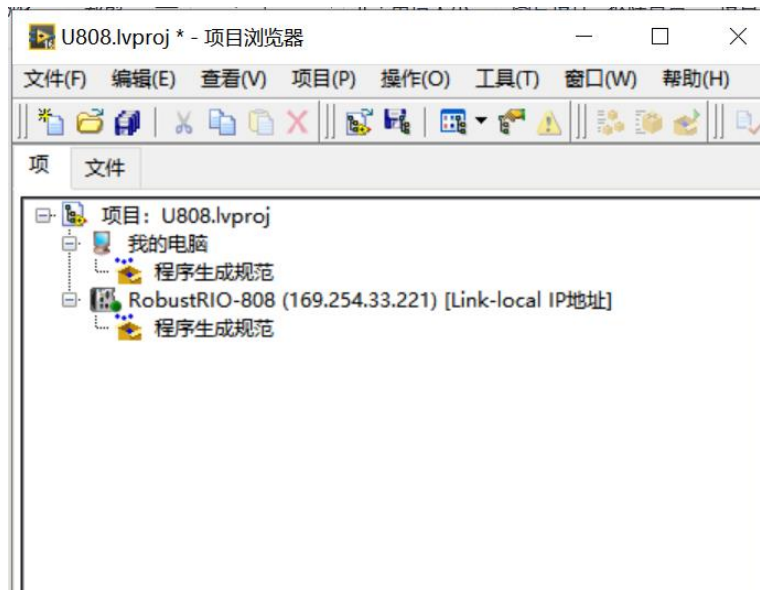 U808.lvproj * - 项目浏览器
文件(F) 编辑(E) 查看(V) 项目(P) 操作(O) 工具(T) 窗口(W) 帮助(H)
项 文件
项目：U808.lvproj
我的电脑
程序生成规范
RobustRIO-808 (169.254.33.221) [Link-local IP地址]
程序生成规范